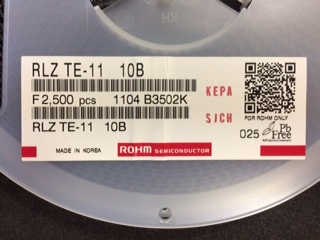 RLZ TE-11 10B
KEPA
F 2,500 pcs 1104 B3502K
SJCH
FOR ROHM ONLY
RLZ TE-11 10B
025 Pb Free
MADE IN KOREA ROHM SEMICONDUCTOR